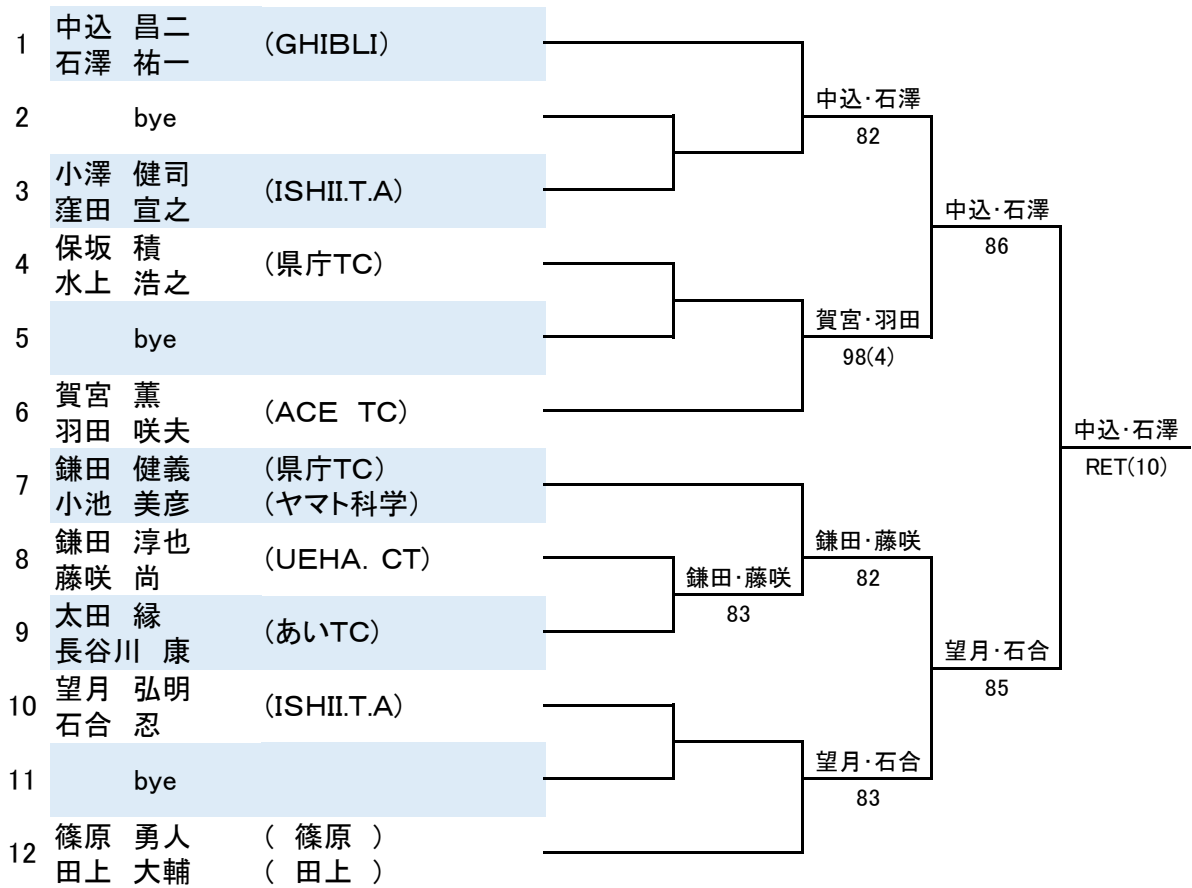 1 中込 昌二 (GHIBLI)
石澤 祐一
2 bye
3 小澤 健司 (ISHII.T.A)
窪田 宣之
4 保坂 積 (県庁TC)
水上 浩之
5 bye
6 賀宮 薫 (ACE TC)
羽田 咲夫
7 鎌田 健義 (県庁TC)
小池 美彦 (ヤマト科学)
8 鎌田 淳也 (UEHA. CT)
藤咲 尚
9 太田 縁 (あいTC)
長谷川 康
10 望月 弘明 (ISHII.T.A)
石合 忍
11 bye
12 篠原 勇人 ( 篠原 )
田上 大輔 ( 田上 )
鎌田・藤咲
83
中込・石澤
82
賀宮・羽田
98(4)
鎌田・藤咲
82
望月・石合
83
中込・石澤
86
望月・石合
85
中込・石澤
RET(10)